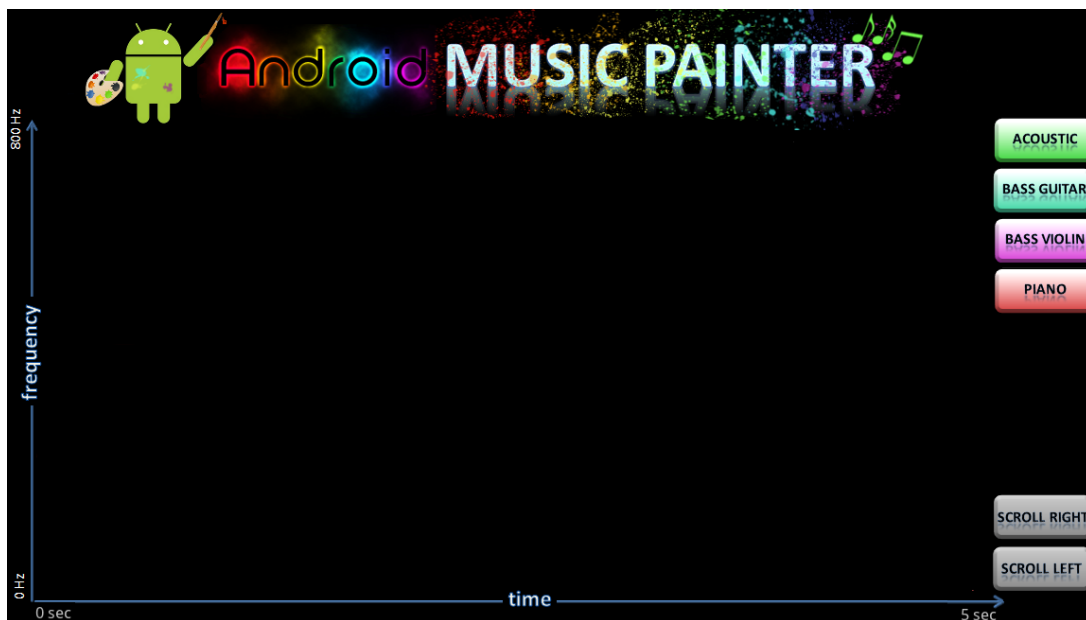 Android MUSIC PAINTER
800 Hz
ACOUSTIC
BASS GUITAR
BASS VIOLIN
PIANO
frequency
SCROLL RIGHT
SCROLL LEFT
0 Hz
time
0 sec
5 sec